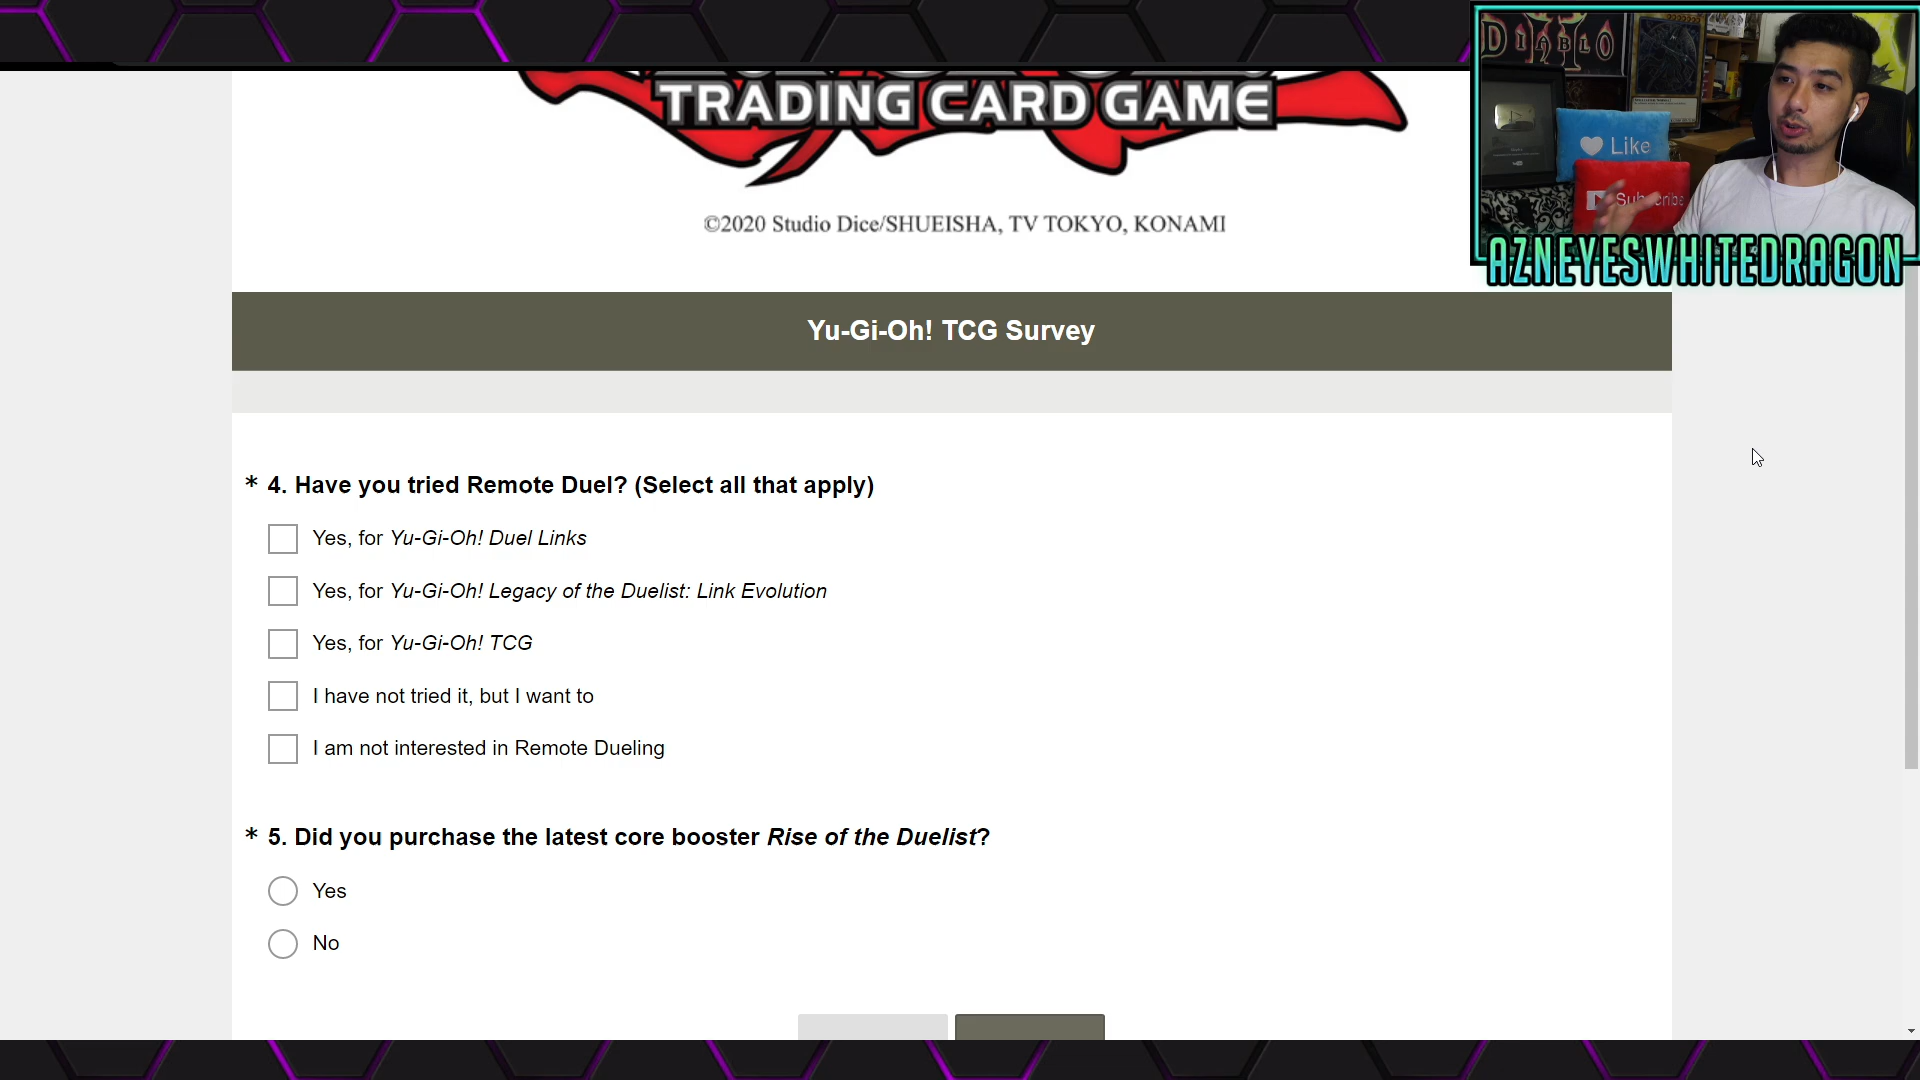 DIABLO
TRADING CARD GAME
Like
Subscribe
©2020 Studio Dice/SHUEISHA, TV TOKYO, KONAMI
AZNEYESWHITEDRAGON
Yu-Gi-Oh! TCG Survey
* 4. Have you tried Remote Duel? (Select all that apply)
Yes, for Yu-Gi-Oh! Duel Links
Yes, for Yu-Gi-Oh! Legacy of the Duelist: Link Evolution
Yes, for Yu-Gi-Oh! TCG
I have not tried it, but I want to
I am not interested in Remote Dueling
* 5. Did you purchase the latest core booster Rise of the Duelist?
Yes
No